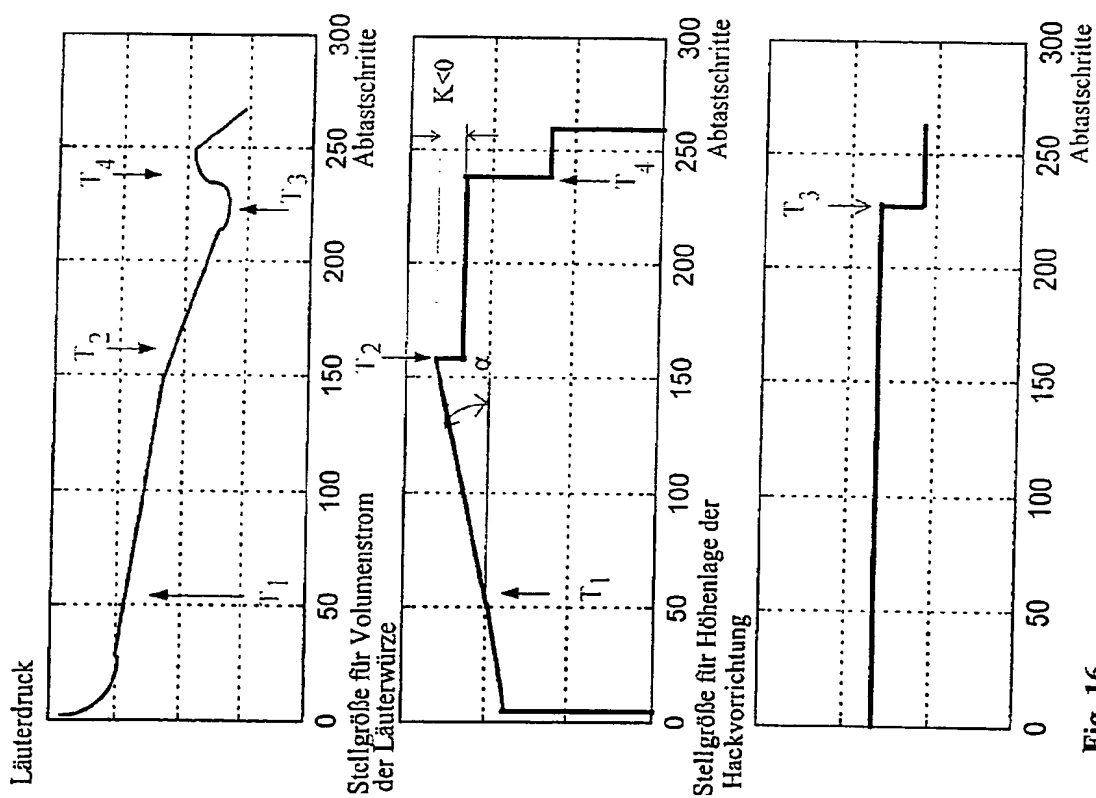 Läuterdruck
T4
T2
T3
T1
0 50 100 150 200 250 300
Abtastschritte
Stellgröße für Volumenstrom
der Läuterwürze
K<0
T2
α
T4
T1
0 50 100 150 200 250 300
Abtastschritte
Stellgröße für Höhenlage der
Hackvorrichtung
T3
0 50 100 150 200 250 300
Abtastschritte
Fig. 16